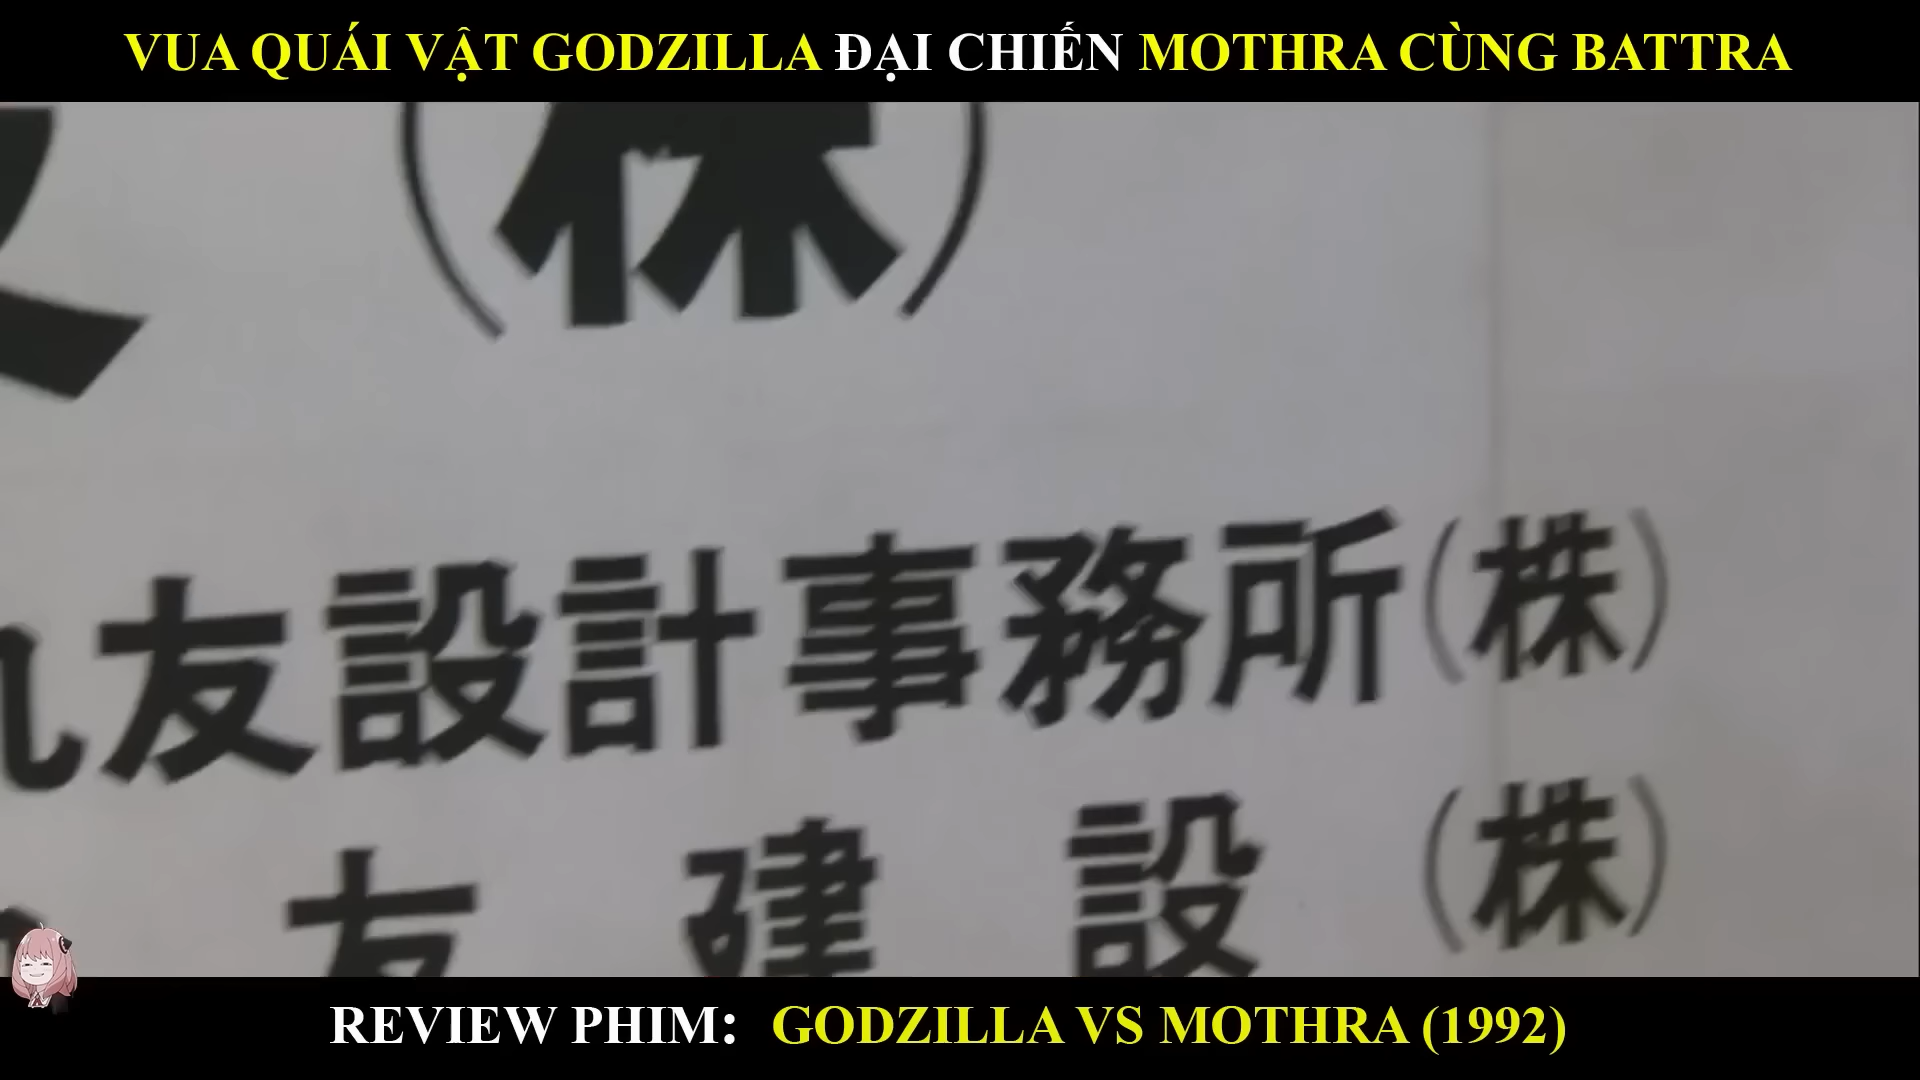 VUA QUÁI VẬT GODZILLA ĐẠI CHIẾN MOTHRA CÙNG BATTRA
(株)
友設計事務所(株)
友建設(株)
REVIEW PHIM: GODZILLA VS MOTHRA (1992)